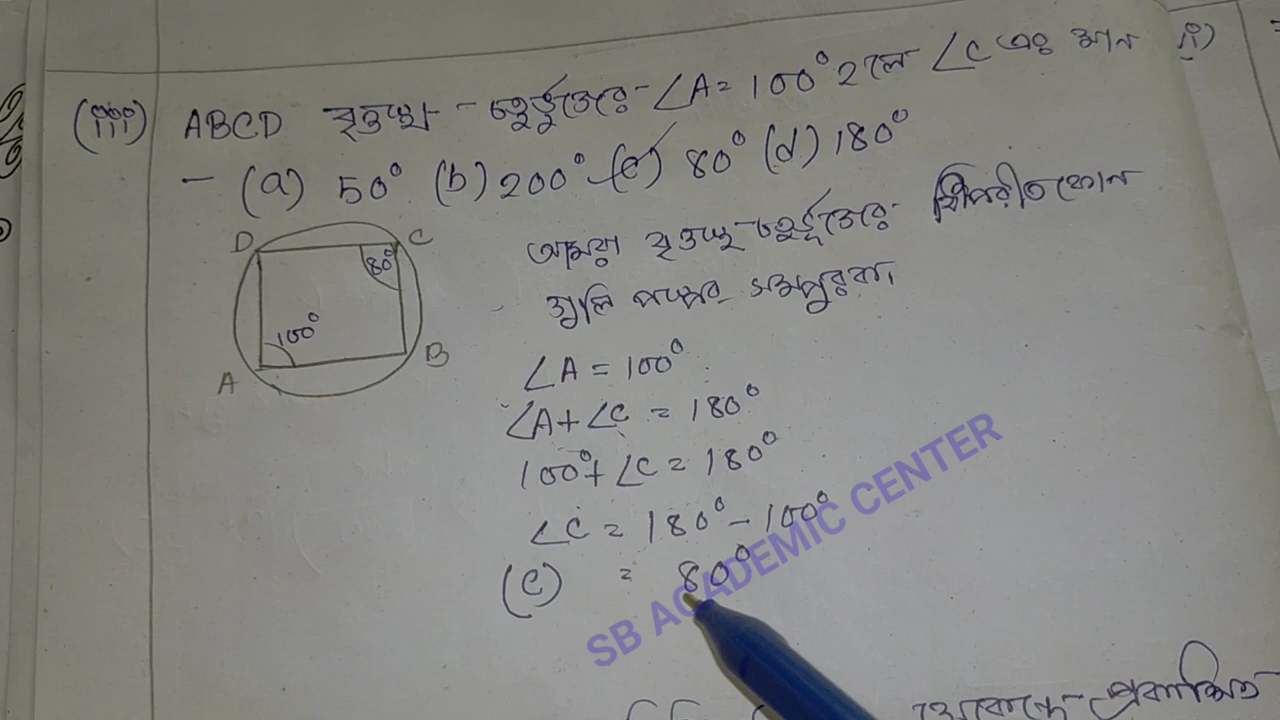 (iii) ABCD বৃত্তস্থ - চতুর্ভুজের - ∠A = 100° হলে ∠C এর মান
- (a) 50° (b) 200° (c) 80° (d) 180°
আমরা বৃত্তস্থ - চতুর্ভুজের বিপরীত কোন
গুলি পরস্পর সম্পুরক।
D C
80°
100°
A B
∠A = 100°
∠A + ∠C = 180°
100° + ∠C = 180°
∠C = 180° - 100°
(c) = 80°
SB ACADEMIC CENTER